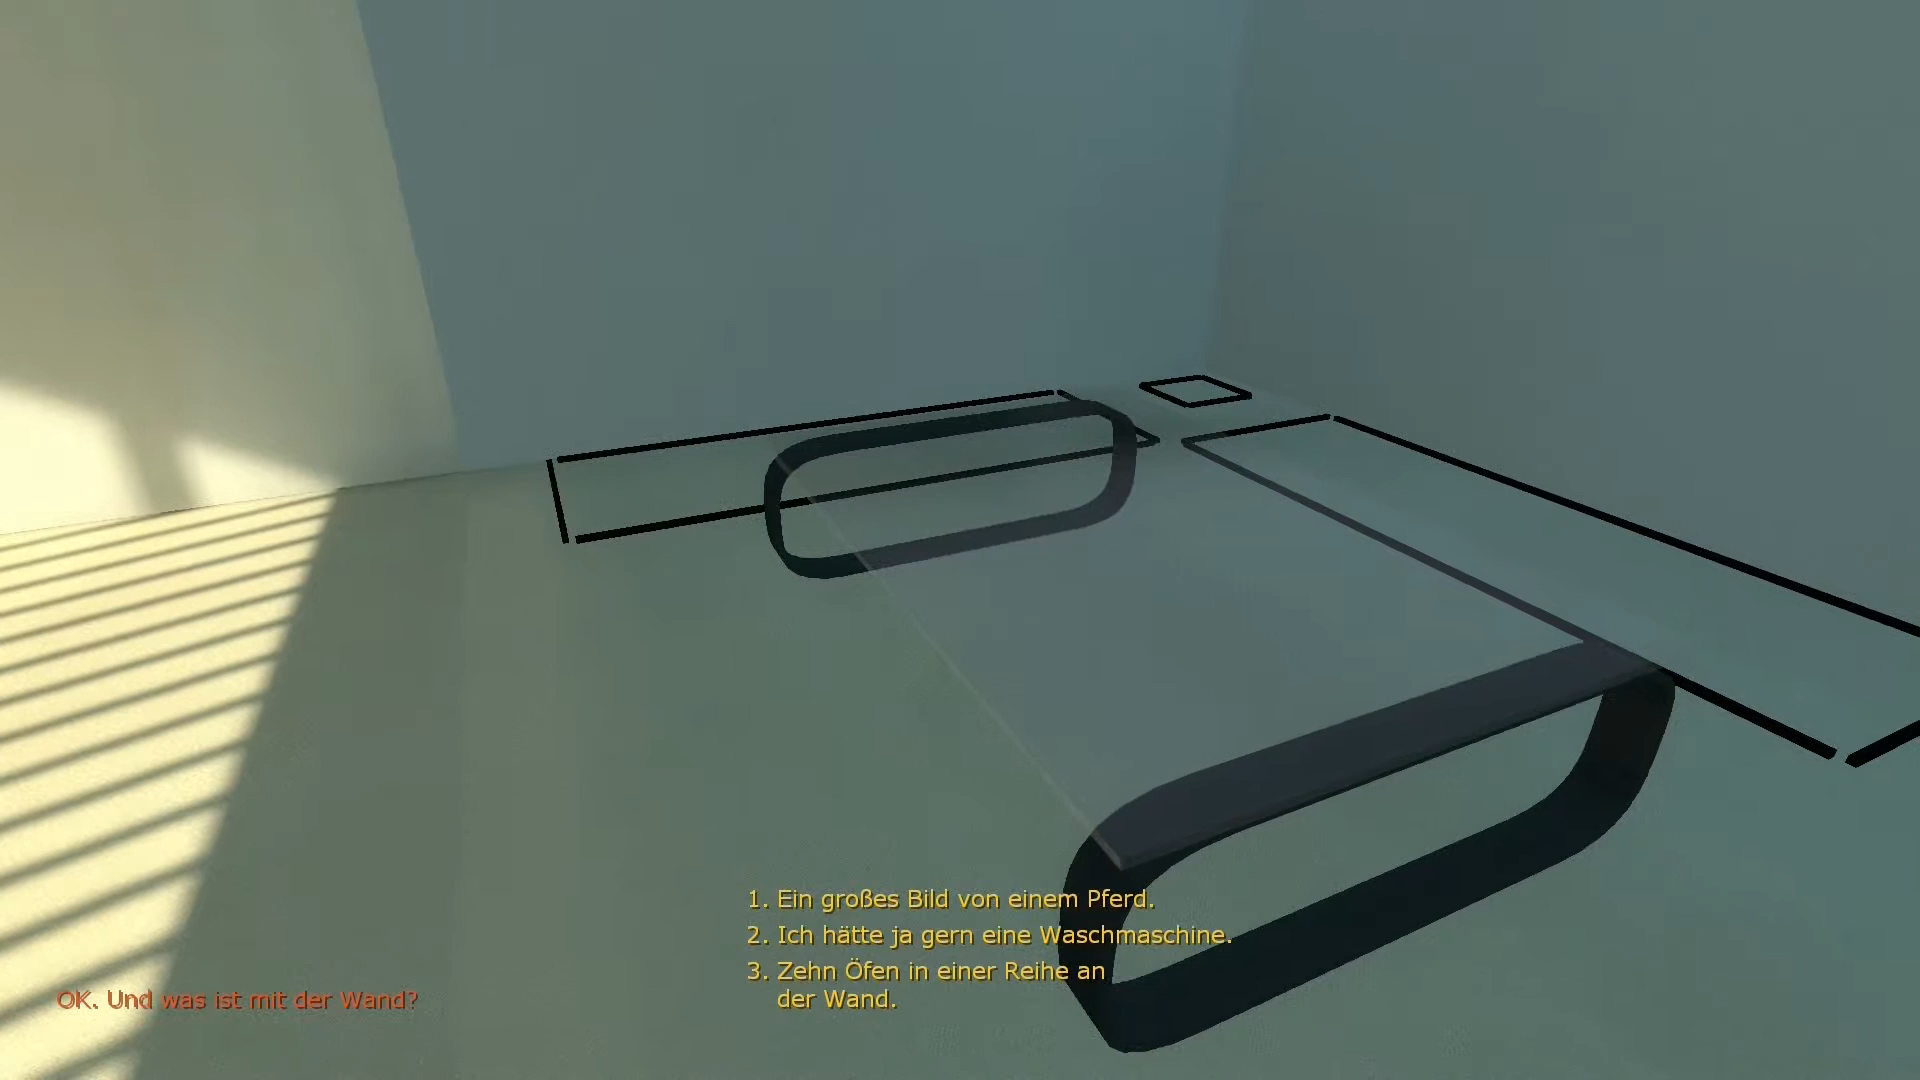 1. Ein großes Bild von einem Pferd.
2. Ich hätte ja gern eine Waschmaschine.
3. Zehn Öfen in einer Reihe an
der Wand.
OK. Und was ist mit der Wand?